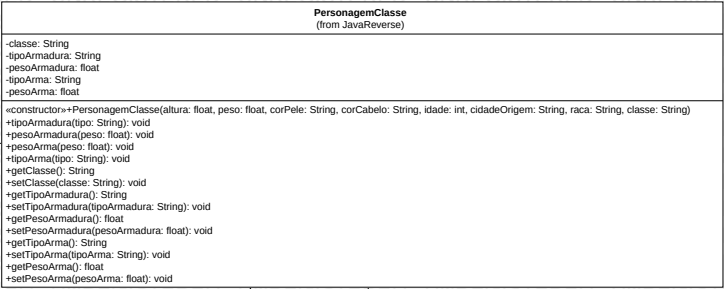 PersonagemClasse
(from JavaReverse)
-classe: String
-tipoArmadura: String
-pesoArmadura: float
-tipoArma: String
-pesoArma: float
«constructor»+PersonagemClasse(altura: float, peso: float, corPele: String, corCabelo: String, idade: int, cidadeOrigem: String, raca: String, classe: String)
+tipoArmadura(tipo: String): void
+pesoArmadura(peso: float): void
+pesoArma(peso: float): void
+tipoArma(tipo: String): void
+getClasse(): String
+setClasse(classe: String): void
+getTipoArmadura(): String
+setTipoArmadura(tipoArmadura: String): void
+getPesoArmadura(): float
+setPesoArmadura(pesoArmadura: float): void
+getTipoArma(): String
+setTipoArma(tipoArma: String): void
+getPesoArma(): float
+setPesoArma(pesoArma: float): void